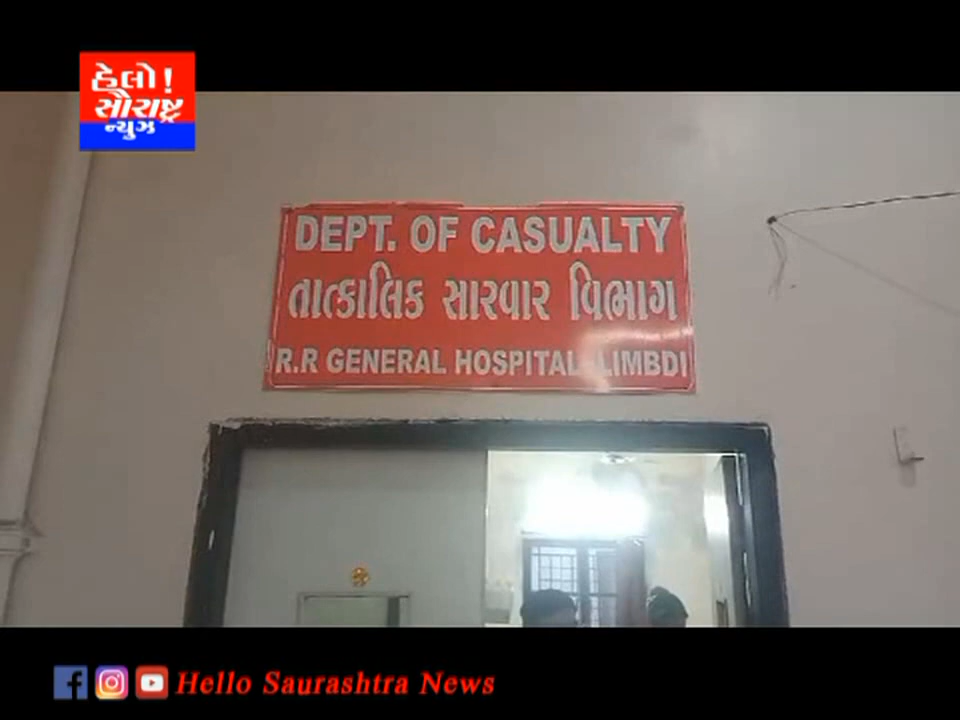 હેલો!
સૌરાષ્ટ્ર
ન્યુઝ
DEPT. OF CASUALTY
તાત્કાલિક સારવાર વિભાગ
R.R GENERAL HOSPITAL LIMBDI
Hello Saurashtra News